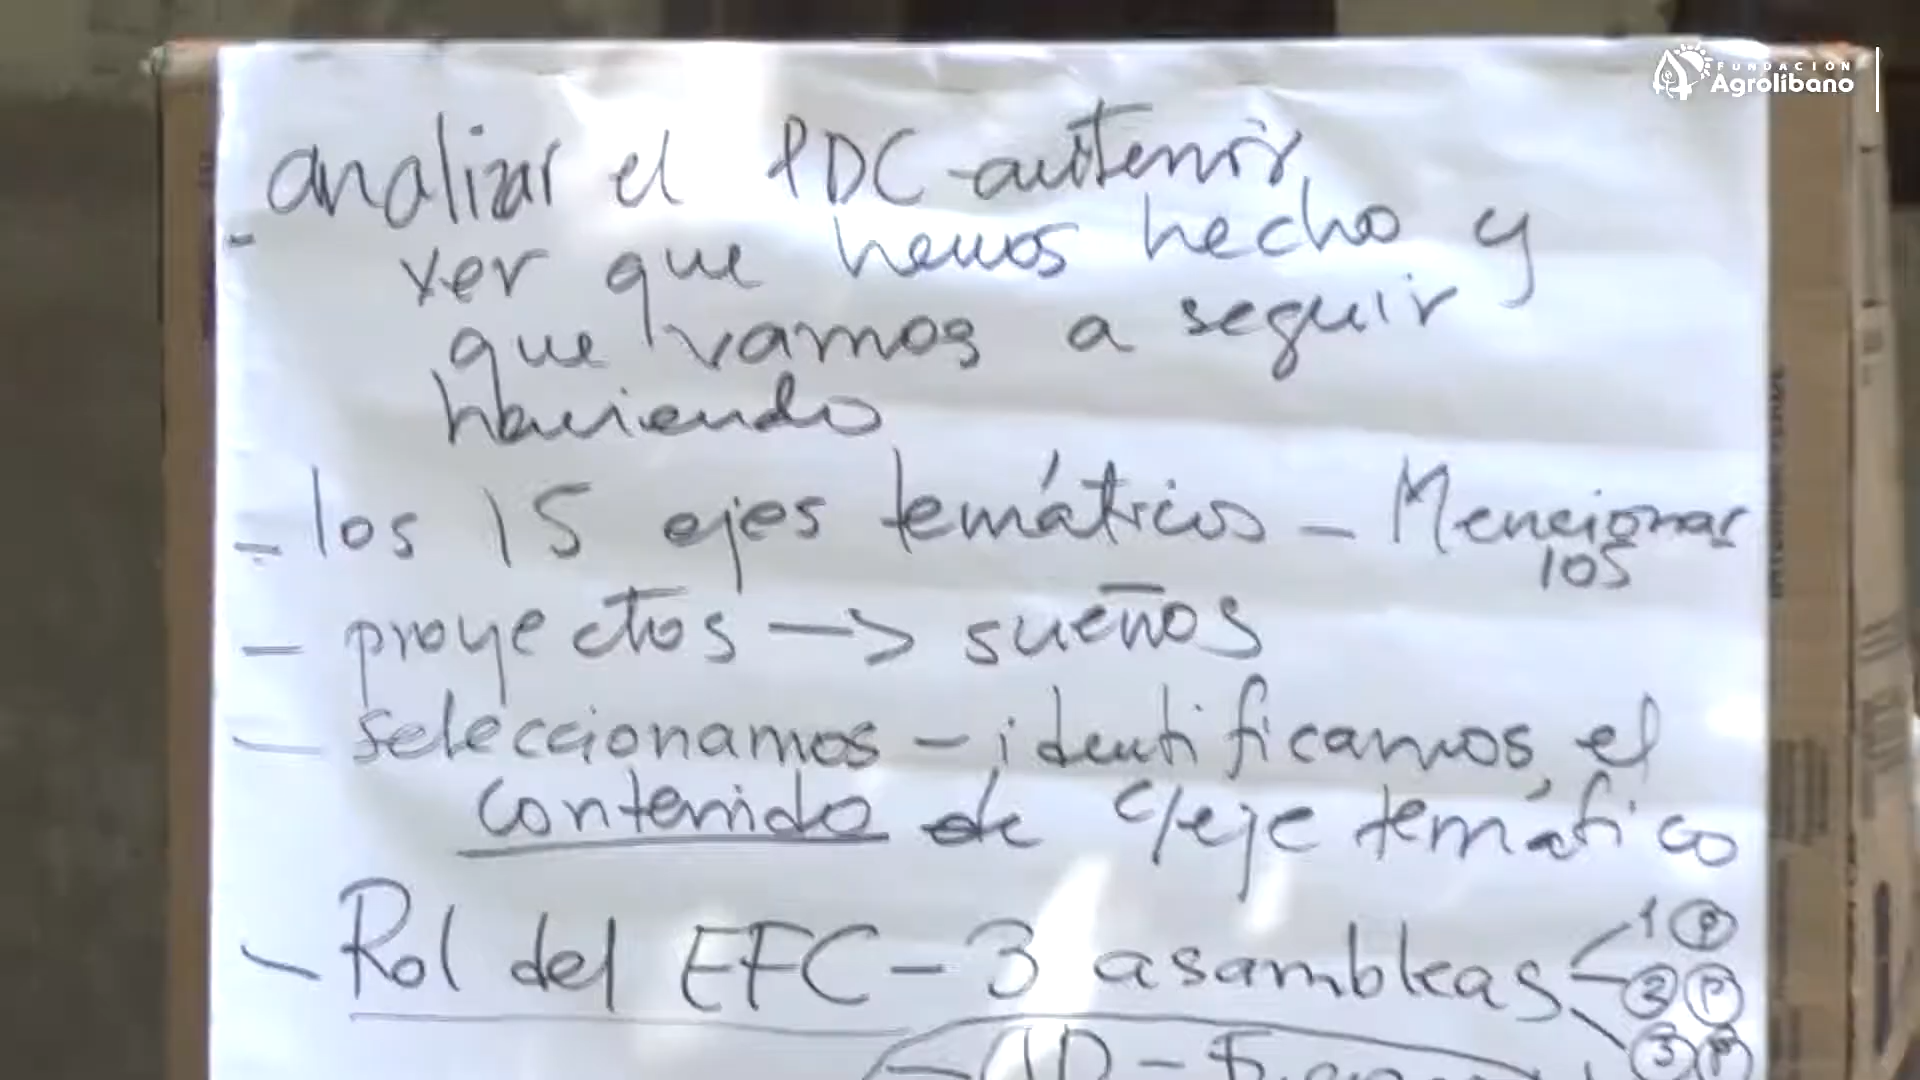 FUNDACIÓN
Agrolíbano
analizar el PDC anterior
- ver que hemos hecho y
que vamos a seguir
haciendo
- los 15 ejes temáticos - Mencionar
los
- proyectos -> sueños
- seleccionamos - identificamos el
contenido de c/eje temático
- Rol del EFC - 3 asambleas
1 P
2 P
3 P